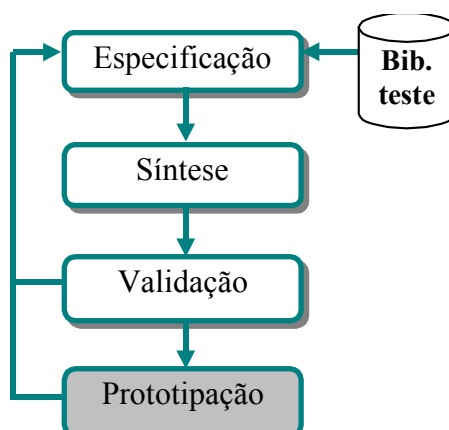 Especificação
Bib.
teste
Síntese
Validação
Prototipação